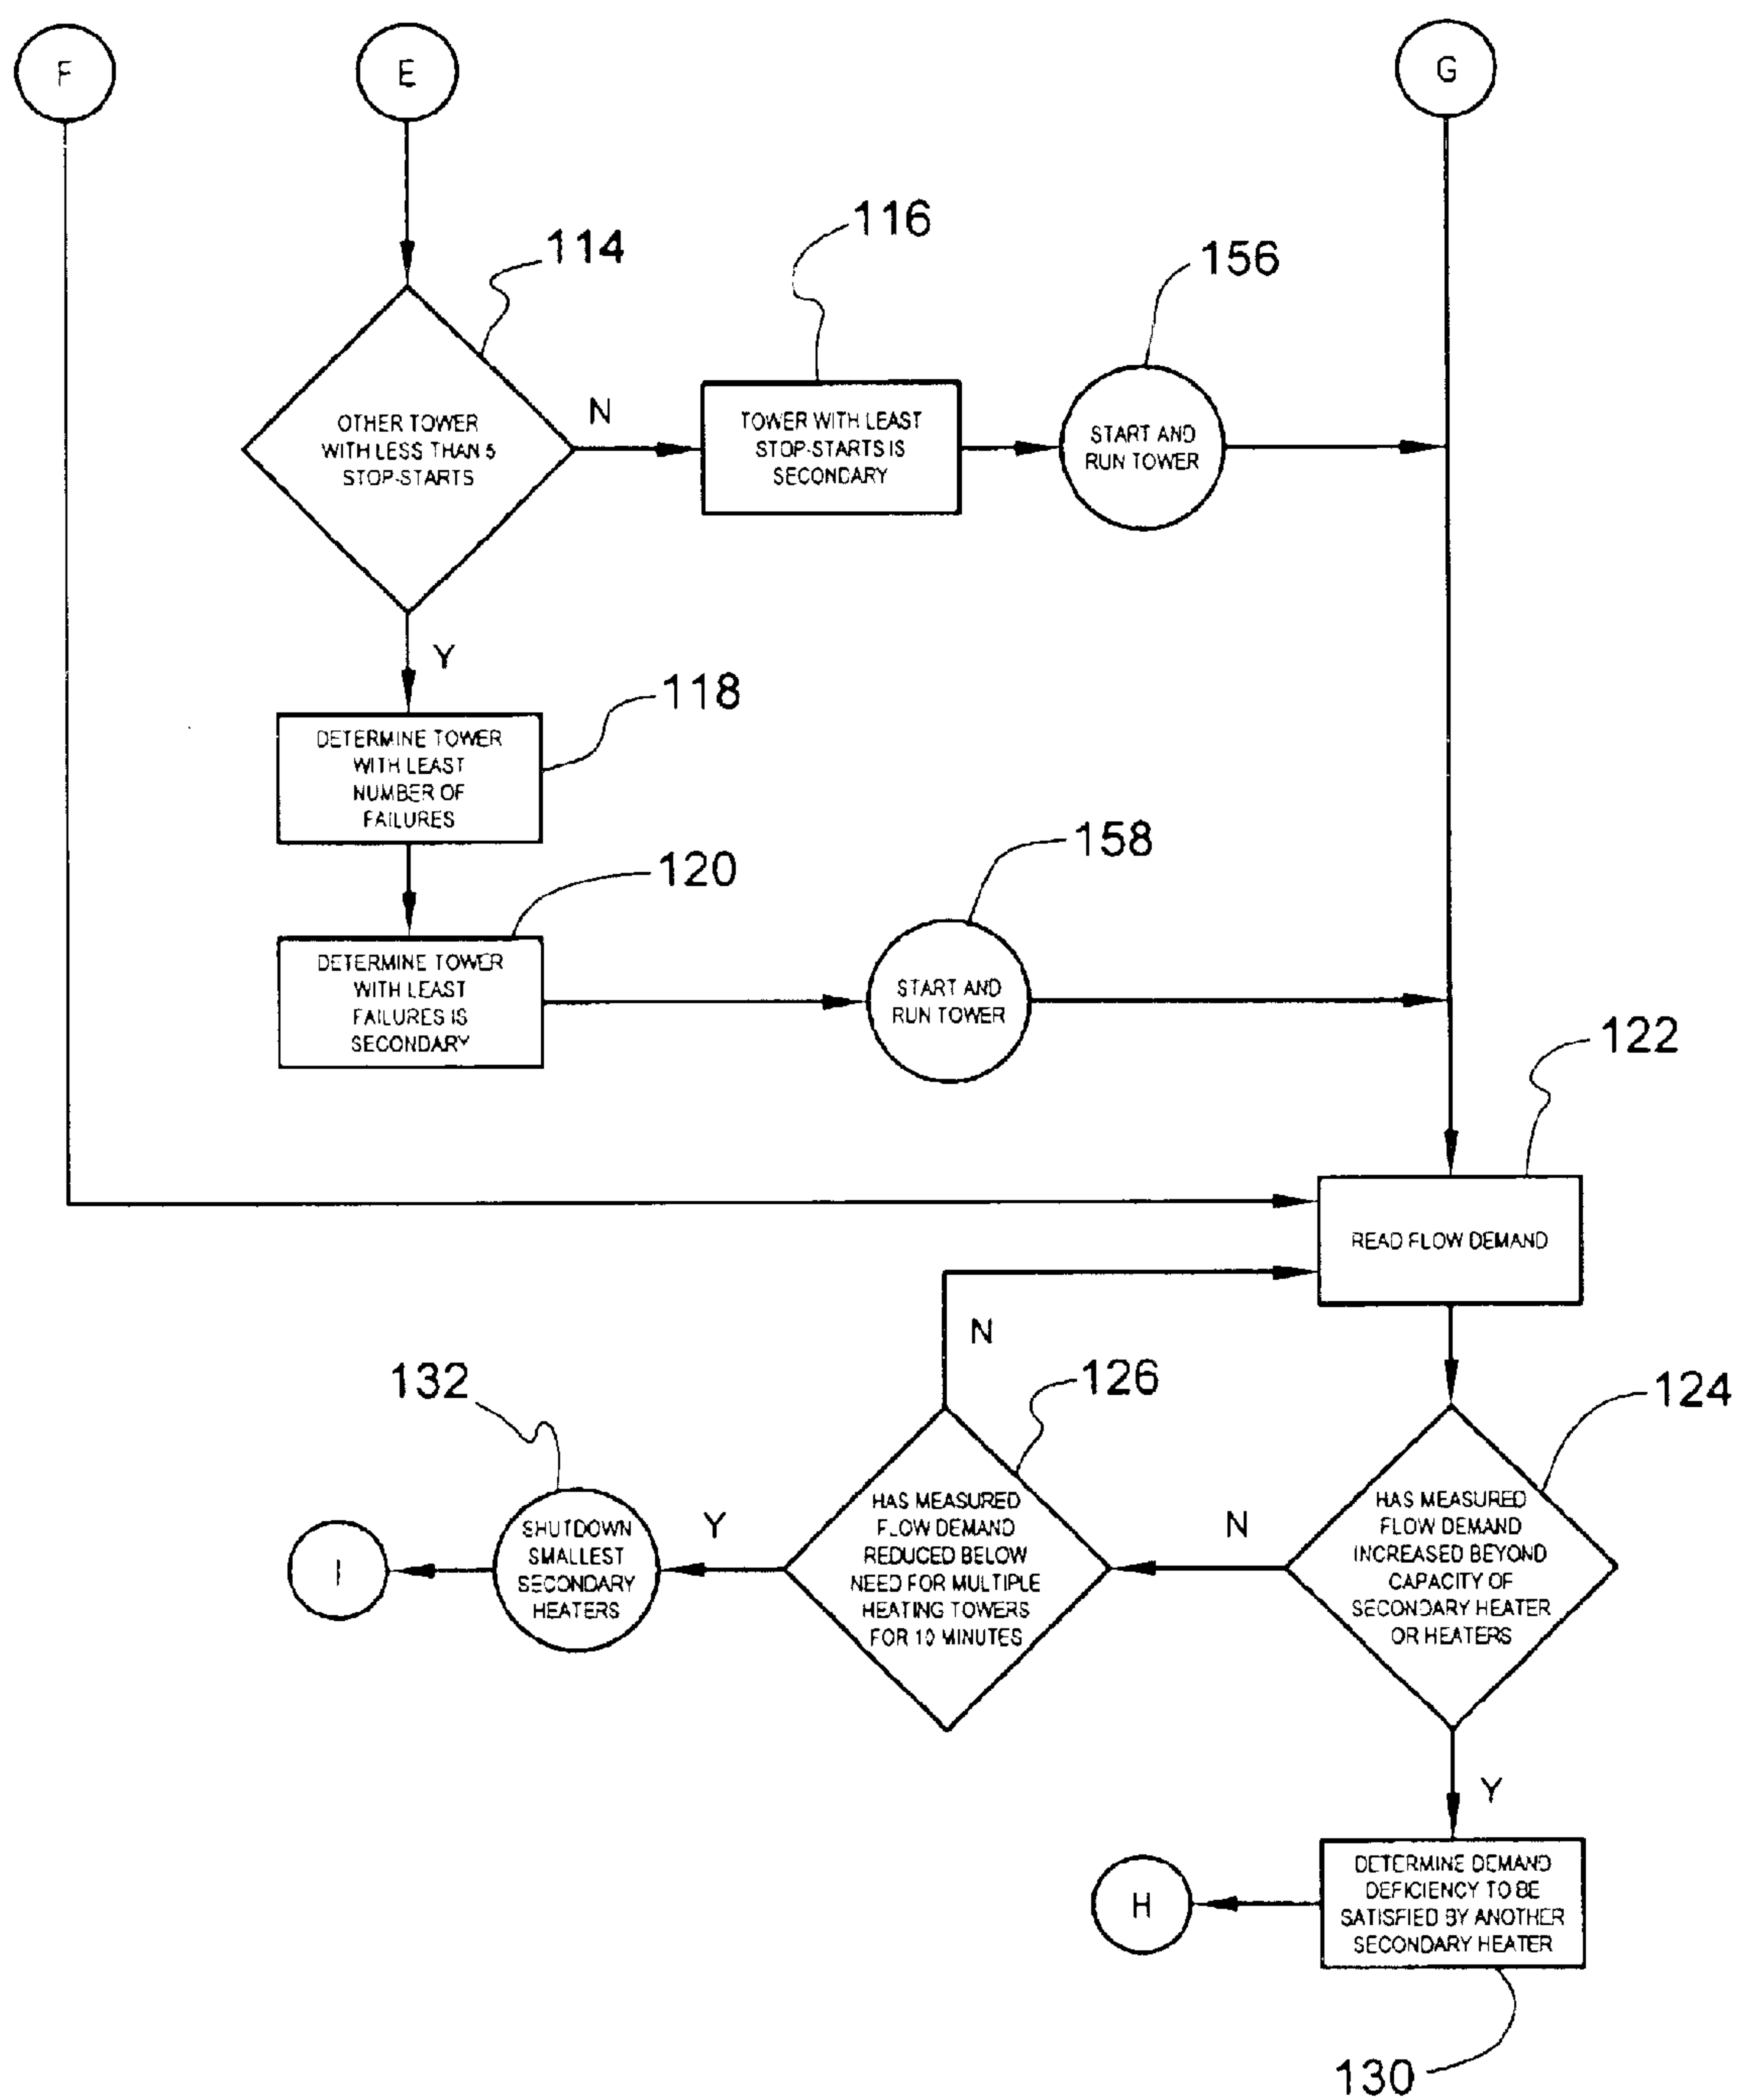 F
E
G
114
116
156
OTHER TOWER
WITH LESS THAN 5
STOP-STARTS
N
TOWER WITH LEAST
STOP-STARTS IS
SECONDARY
START AND
RUN TOWER
Y
118
DETERMINE TOWER
WITH LEAST
NUMBER OF
FAILURES
120
158
DETERMINE TOWER
WITH LEAST
FAILURES IS
SECONDARY
START AND
RUN TOWER
122
READ FLOW DEMAND
N
132
126
124
I
SHUTDOWN
SMALLEST
SECONDARY
HEATERS
Y
HAS MEASURED
FLOW DEMAND
REDUCED BELOW
NEED FOR MULTIPLE
HEATING TOWERS
FOR 10 MINUTES
N
HAS MEASURED
FLOW DEMAND
INCREASED BEYOND
CAPACITY OF
SECONDARY HEATER
OR HEATERS
Y
H
DETERMINE DEMAND
DEFICIENCY TO BE
SATISFIED BY ANOTHER
SECONDARY HEATER
130